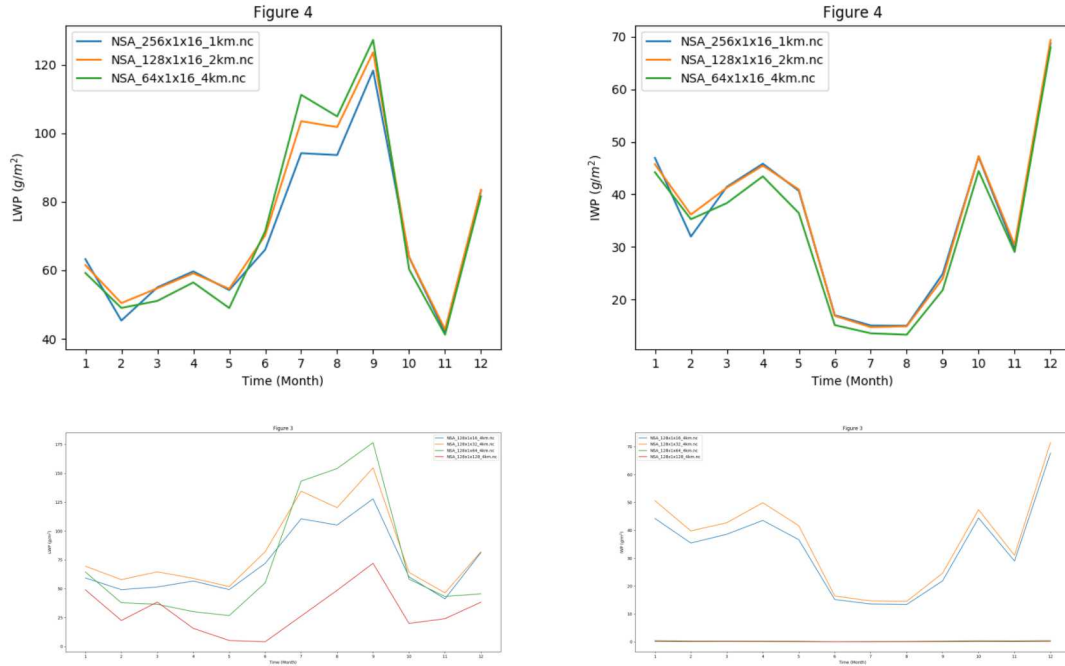 Figure 4
NSA_256x1x16_1km.nc
NSA_128x1x16_2km.nc
NSA_64x1x16_4km.nc
LWP (g/m²)
120
100
80
60
40
1 2 3 4 5 6 7 8 9 10 11 12
Time (Month)
Figure 4
NSA_256x1x16_1km.nc
NSA_128x1x16_2km.nc
NSA_64x1x16_4km.nc
IWP (g/m²)
70
60
50
40
30
20
1 2 3 4 5 6 7 8 9 10 11 12
Time (Month)
Figure 3
NSA_128x1x16_4km.nc
NSA_128x1x32_4km.nc
NSA_128x1x64_4km.nc
NSA_128x1x128_4km.nc
LWP (g/m²)
175
150
125
100
75
50
25
0
1 2 3 4 5 6 7 8 9 10 11 12
Time (Month)
Figure 3
NSA_128x1x16_4km.nc
NSA_128x1x32_4km.nc
NSA_128x1x64_4km.nc
NSA_128x1x128_4km.nc
IWP (g/m²)
70
60
50
40
30
20
10
0
1 2 3 4 5 6 7 8 9 10 11 12
Time (Month)